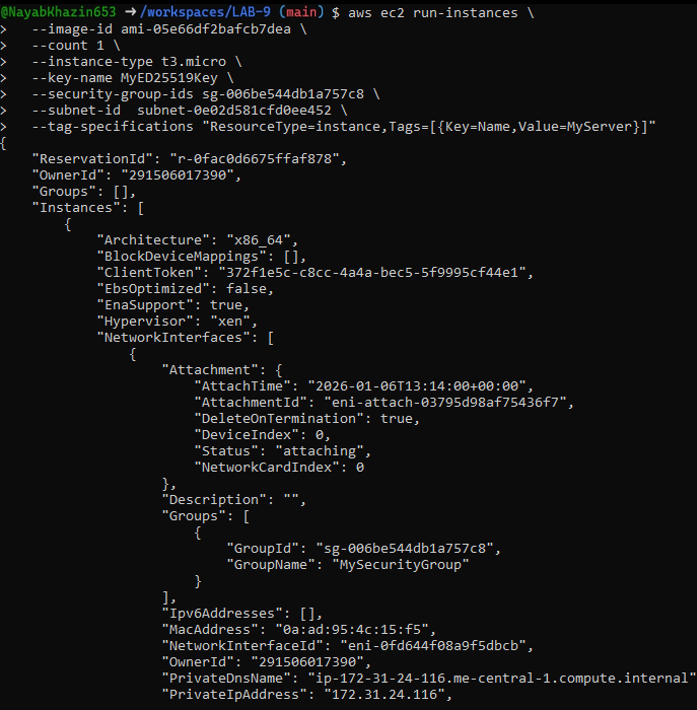 @NayabKhazin653 ➜ /workspaces/LAB-9 (main) $ aws ec2 run-instances \
>   --image-id ami-05e66df2bafcb7dea \
>   --count 1 \
>   --instance-type t3.micro \
>   --key-name MyED25519Key \
>   --security-group-ids sg-006be544db1a757c8 \
>   --subnet-id  subnet-0e02d581cfd0ee452 \
>   --tag-specifications "ResourceType=instance,Tags=[{Key=Name,Value=MyServer}]"
{
    "ReservationId": "r-0fac0d6675ffaf878",
    "OwnerId": "291506017390",
    "Groups": [],
    "Instances": [
        {
            "Architecture": "x86_64",
            "BlockDeviceMappings": [],
            "ClientToken": "372f1e5c-c8cc-4a4a-bec5-5f9995cf44e1",
            "EbsOptimized": false,
            "EnaSupport": true,
            "Hypervisor": "xen",
            "NetworkInterfaces": [
                {
                    "Attachment": {
                        "AttachTime": "2026-01-06T13:14:00+00:00",
                        "AttachmentId": "eni-attach-03795d98af75436f7",
                        "DeleteOnTermination": true,
                        "DeviceIndex": 0,
                        "Status": "attaching",
                        "NetworkCardIndex": 0
                    },
                    "Description": "",
                    "Groups": [
                        {
                            "GroupId": "sg-006be544db1a757c8",
                            "GroupName": "MySecurityGroup"
                        }
                    ],
                    "Ipv6Addresses": [],
                    "MacAddress": "0a:ad:95:4c:15:f5",
                    "NetworkInterfaceId": "eni-0fd644f08a9f5dbcb",
                    "OwnerId": "291506017390",
                    "PrivateDnsName": "ip-172-31-24-116.me-central-1.compute.internal"
                    "PrivateIpAddress": "172.31.24.116",